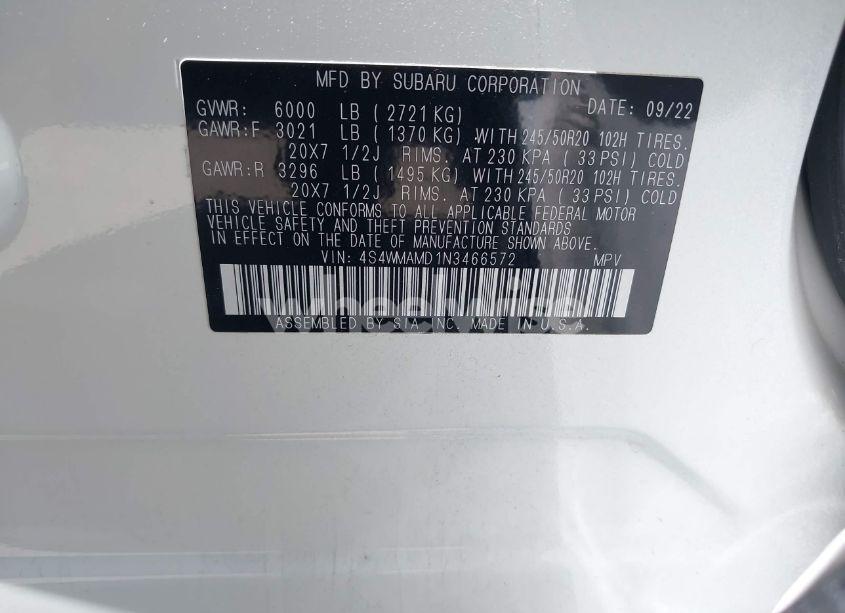 MFD BY SUBARU CORPORATION
GVWR: 6000 LB ( 2721 KG) DATE: 09/22
GAWR:F 3021 LB ( 1370 KG) WITH 245/50R20 102H TIRES.
20X7 1/2J RIMS. AT 230 KPA ( 33 PSI) COLD
GAWR:R 3296 LB ( 1495 KG) WITH 245/50R20 102H TIRES.
20X7 1/2J RIMS. AT 230 KPA ( 33 PSI) COLD
THIS VEHICLE CONFORMS TO ALL APPLICABLE FEDERAL MOTOR
VEHICLE SAFETY AND THEFT PREVENTION STANDARDS
IN EFFECT ON THE DATE OF MANUFACTURE SHOWN ABOVE.
VIN: 4S4WMAMD1N3466572 MPV
ASSEMBLED BY SIA INC. MADE IN U.S.A.